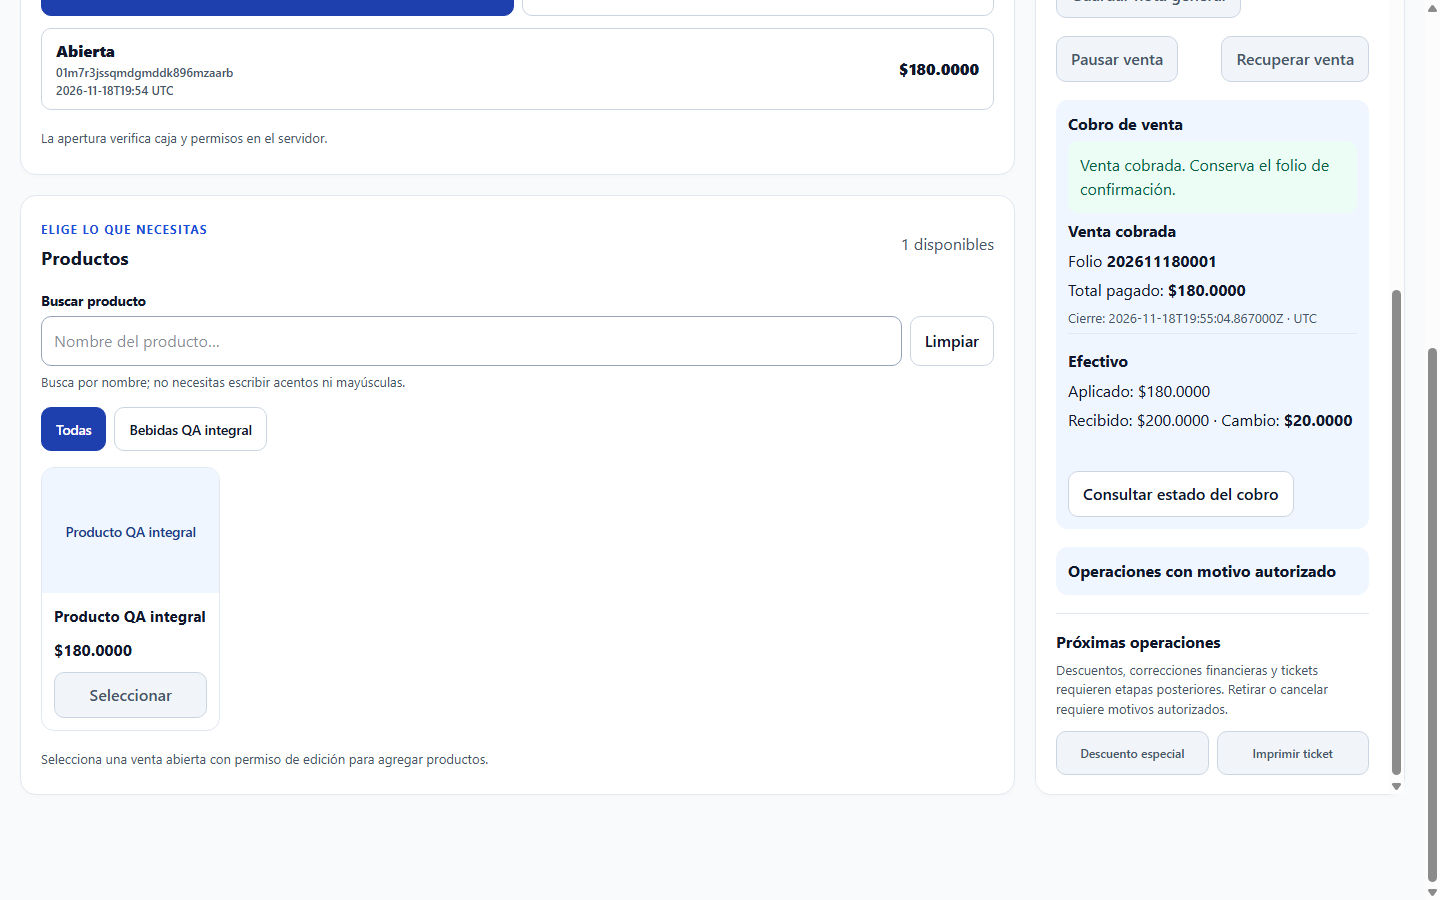 Abierta
01m7r3jssqmdgmddk896mzaarb
2026-11-18T19:54 UTC
$180.0000
La apertura verifica caja y permisos en el servidor.
ELIGE LO QUE NECESITAS
Productos
1 disponibles
Buscar producto
Nombre del producto...
Limpiar
Busca por nombre; no necesitas escribir acentos ni mayúsculas.
Todas
Bebidas QA integral
Producto QA integral
Producto QA integral
$180.0000
Seleccionar
Selecciona una venta abierta con permiso de edición para agregar productos.
Guardar nota general
Pausar venta
Recuperar venta
Cobro de venta
Venta cobrada. Conserva el folio de
confirmación.
Venta cobrada
Folio 202611180001
Total pagado: $180.0000
Cierre: 2026-11-18T19:55:04.867000Z · UTC
Efectivo
Aplicado: $180.0000
Recibido: $200.0000 · Cambio: $20.0000
Consultar estado del cobro
Operaciones con motivo autorizado
Próximas operaciones
Descuentos, correcciones financieras y tickets
requieren etapas posteriores. Retirar o cancelar
requiere motivos autorizados.
Descuento especial
Imprimir ticket